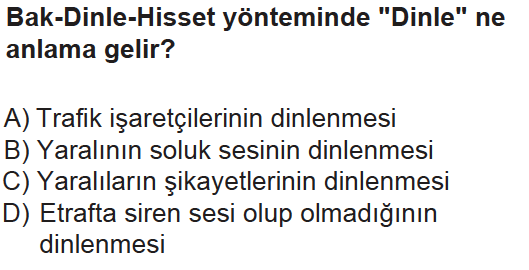 Bak-Dinle-Hisset yönteminde "Dinle" ne
anlama gelir?
A) Trafik işaretçilerinin dinlenmesi
B) Yaralının soluk sesinin dinlenmesi
C) Yaralıların şikayetlerinin dinlenmesi
D) Etrafta siren sesi olup olmadığının
dinlenmesi